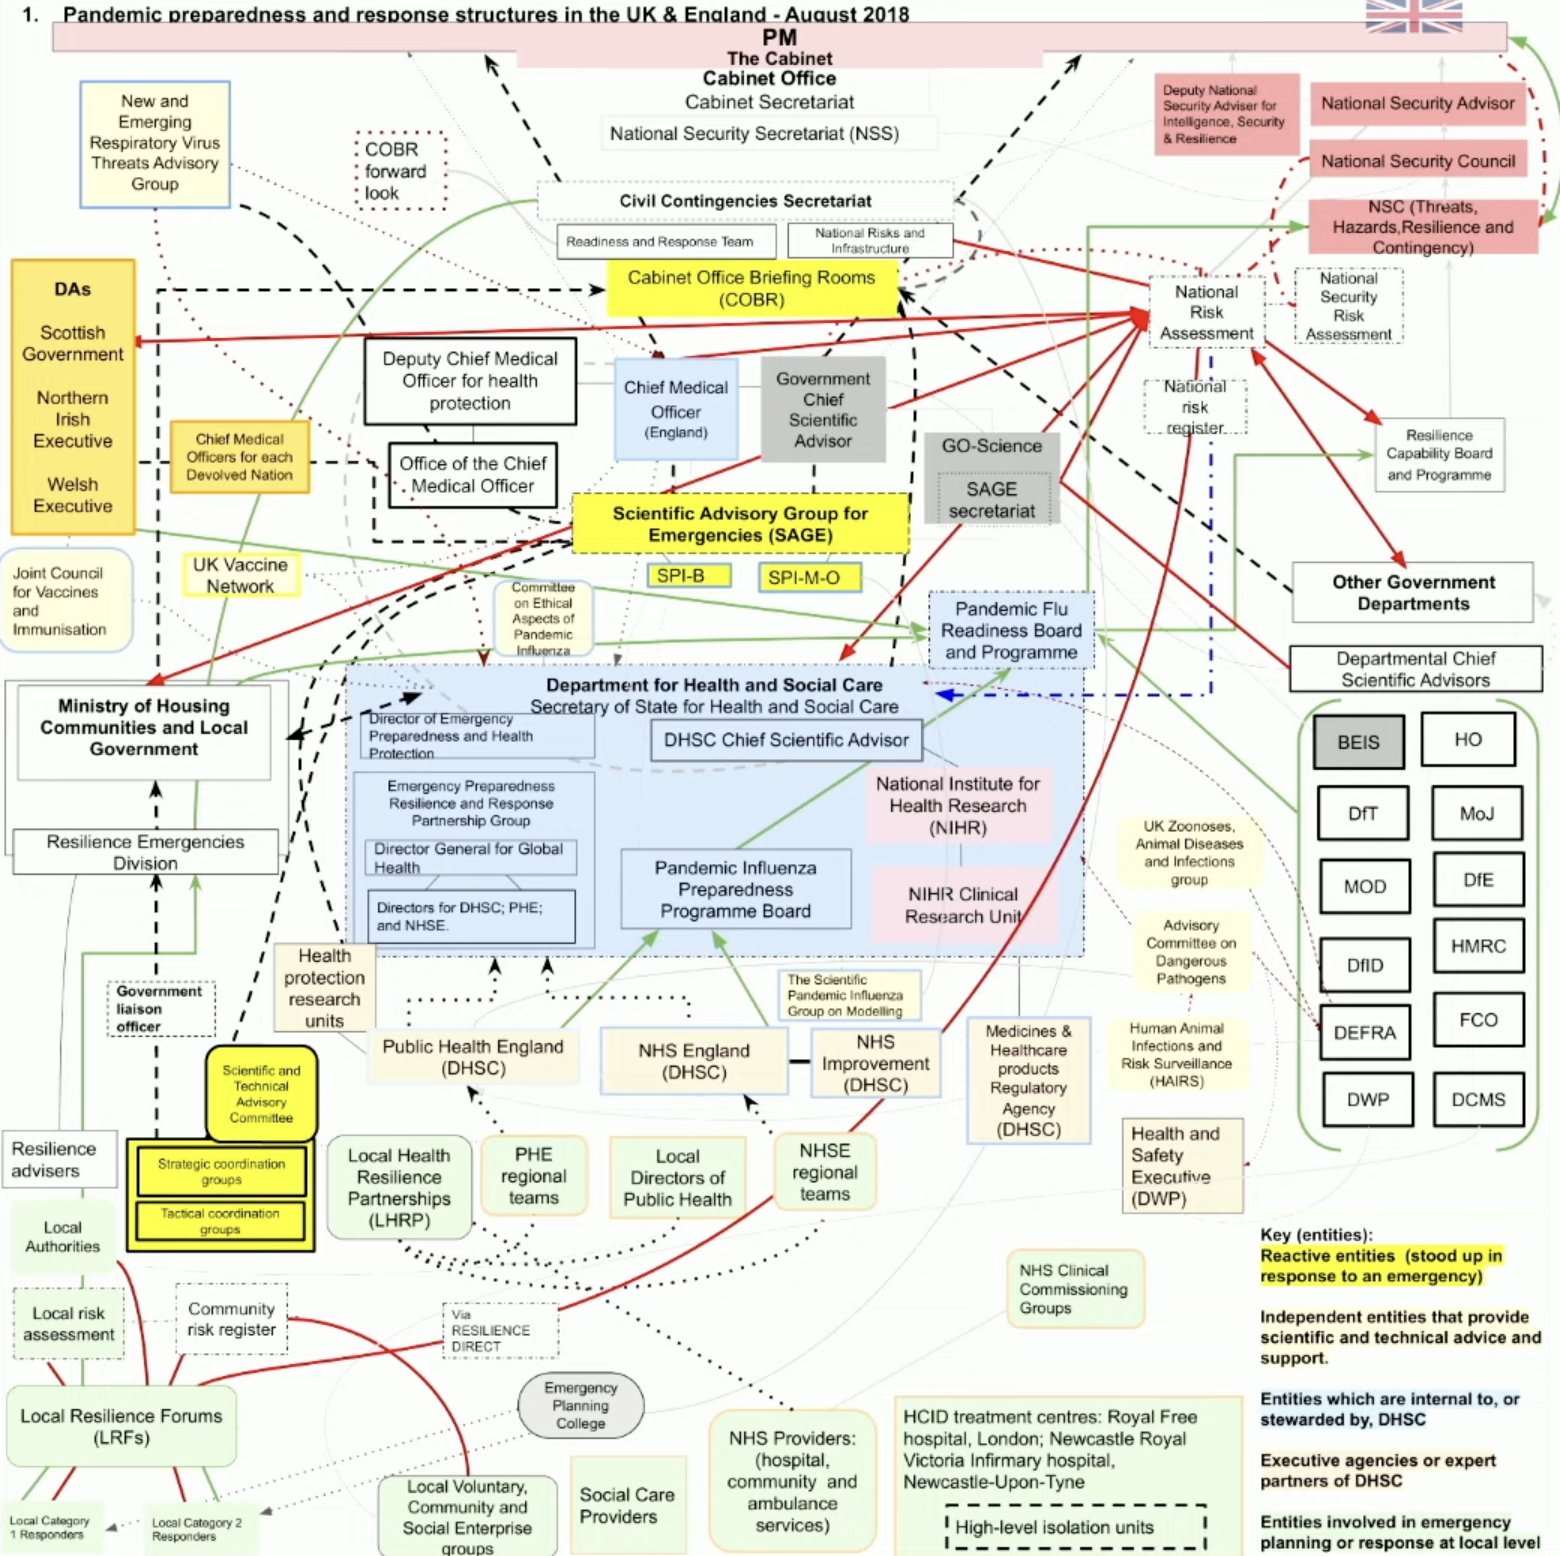 1. Pandemic preparedness and response structures in the UK & England - August 2018
PM
The Cabinet
Cabinet Office
Cabinet Secretariat
National Security Secretariat (NSS)
Deputy National
Security Adviser for
Intelligence, Security
& Resilience
National Security Advisor
National Security Council
NSC (Threats,
Hazards,Resilience and
Contingency)
New and
Emerging
Respiratory Virus
Threats Advisory
Group
COBR
forward
look
Civil Contingencies Secretariat
Readiness and Response Team
National Risks and
Infrastructure
Cabinet Office Briefing Rooms
(COBR)
National
Risk
Assessment
National
Security
Risk
Assessment
National
risk
register
DAs
Scottish
Government
Northern
Irish
Executive
Welsh
Executive
Deputy Chief Medical
Officer for health
protection
Chief Medical
Officer
(England)
Government
Chief
Scientific
Advisor
Chief Medical
Officers for each
Devolved Nation
Office of the Chief
Medical Officer
GO-Science
SAGE
secretariat
Resilience
Capability Board
and Programme
Scientific Advisory Group for
Emergencies (SAGE)
SPI-B
SPI-M-O
Joint Council
for Vaccines
and
Immunisation
UK Vaccine
Network
Committee
on Ethical
Aspects of
Pandemic
Influenza
Pandemic Flu
Readiness Board
and Programme
Other Government
Departments
Departmental Chief
Scientific Advisors
Ministry of Housing
Communities and Local
Government
Resilience Emergencies
Division
Department for Health and Social Care
Secretary of State for Health and Social Care
Director of Emergency
Preparedness and Health
Protection
DHSC Chief Scientific Advisor
Emergency Preparedness
Resilience and Response
Partnership Group
Director General for Global
Health
Directors for DHSC; PHE;
and NHSE.
National Institute for
Health Research
(NIHR)
NIHR Clinical
Research Unit
Pandemic Influenza
Preparedness
Programme Board
BEIS
HO
DfT
MoJ
MOD
DfE
DfID
HMRC
DEFRA
FCO
DWP
DCMS
UK Zoonoses,
Animal Diseases
and Infections
group
Advisory
Committee on
Dangerous
Pathogens
Human Animal
Infections and
Risk Surveillance
(HAIRS)
Health
protection
research
units
Government
liaison
officer
The Scientific
Pandemic Influenza
Group on Modelling
Public Health England
(DHSC)
NHS England
(DHSC)
NHS
Improvement
(DHSC)
Medicines &
Healthcare
products
Regulatory
Agency
(DHSC)
Health and
Safety
Executive
(DWP)
Scientific and
Technical
Advisory
Committee
Strategic coordination
groups
Tactical coordination
groups
Resilience
advisers
Local Health
Resilience
Partnerships
(LHRP)
PHE
regional
teams
Local
Directors of
Public Health
NHSE
regional
teams
Local
Authorities
Local risk
assessment
Community
risk register
Via
RESILIENCE
DIRECT
NHS Clinical
Commissioning
Groups
Local Resilience Forums
(LRFs)
Emergency
Planning
College
Local Category
1 Responders
Local Category 2
Responders
Local Voluntary,
Community and
Social Enterprise
groups
Social Care
Providers
NHS Providers:
(hospital,
community and
ambulance
services)
HCID treatment centres: Royal Free
hospital, London; Newcastle Royal
Victoria Infirmary hospital,
Newcastle-Upon-Tyne
High-level isolation units
Key (entities):
Reactive entities (stood up in
response to an emergency)
Independent entities that provide
scientific and technical advice and
support.
Entities which are internal to, or
stewarded by, DHSC
Executive agencies or expert
partners of DHSC
Entities involved in emergency
planning or response at local level